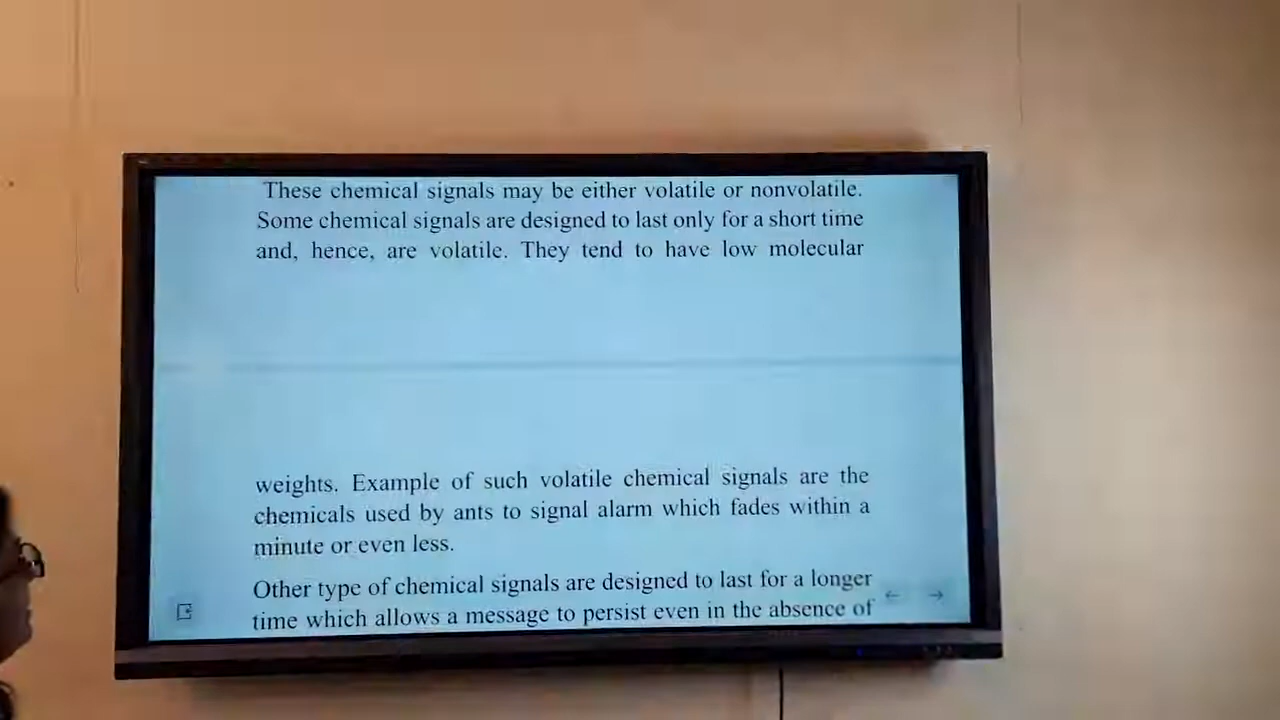 These chemical signals may be either volatile or nonvolatile.
Some chemical signals are designed to last only for a short time
and, hence, are volatile. They tend to have low molecular
weights. Example of such volatile chemical signals are the
chemicals used by ants to signal alarm which fades within a
minute or even less.
Other type of chemical signals are designed to last for a longer
time which allows a message to persist even in the absence of